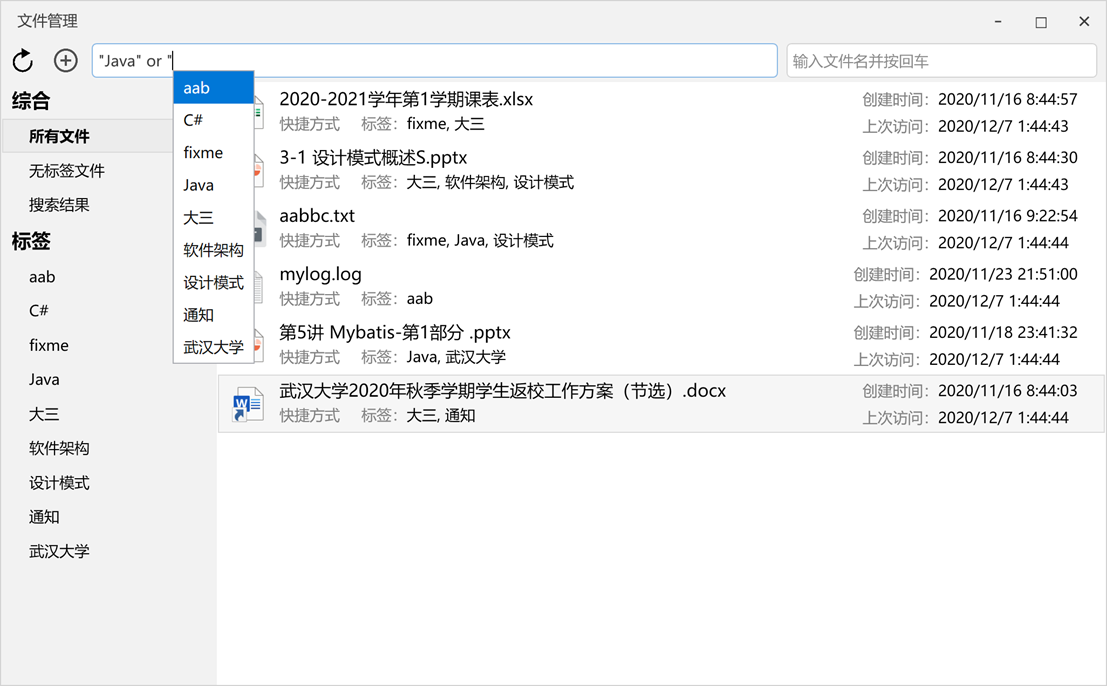 文件管理
"Java" or "
输入文件名并按回车
综合
所有文件
无标签文件
搜索结果
标签
aab
C#
fixme
Java
大三
软件架构
设计模式
通知
武汉大学
aab
C#
fixme
Java
大三
软件架构
设计模式
通知
武汉大学
2020-2021学年第1学期课表.xlsx
创建时间: 2020/11/16 8:44:57
快捷方式 标签: fixme, 大三
上次访问: 2020/12/7 1:44:43
3-1 设计模式概述S.pptx
创建时间: 2020/11/16 8:44:30
快捷方式 标签: 大三, 软件架构, 设计模式
上次访问: 2020/12/7 1:44:43
aabbc.txt
创建时间: 2020/11/16 9:22:54
快捷方式 标签: fixme, Java, 设计模式
上次访问: 2020/12/7 1:44:44
mylog.log
创建时间: 2020/11/23 21:51:00
快捷方式 标签: aab
上次访问: 2020/12/7 1:44:44
第5讲 Mybatis-第1部分 .pptx
创建时间: 2020/11/18 23:41:32
快捷方式 标签: Java, 武汉大学
上次访问: 2020/12/7 1:44:44
武汉大学2020年秋季学期学生返校工作方案（节选）.docx
创建时间: 2020/11/16 8:44:03
快捷方式 标签: 大三, 通知
上次访问: 2020/12/7 1:44:44